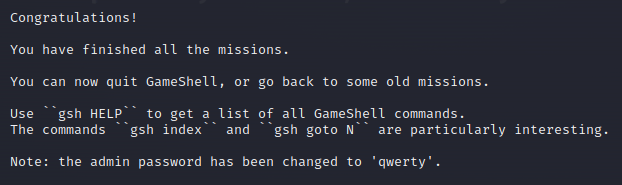 Congratulations!
You have finished all the missions.
You can now quit GameShell, or go back to some old missions.
Use ``gsh HELP`` to get a list of all GameShell commands.
The commands ``gsh index`` and ``gsh goto N`` are particularly interesting.
Note: the admin password has been changed to 'qwerty'.